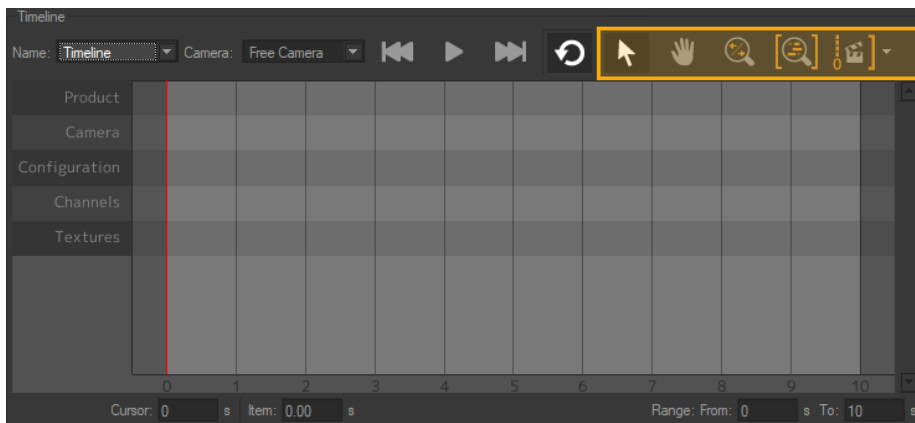 Timeline
Name: Timeline Camera: Free Camera
Product
Camera
Configuration
Channels
Textures
0 1 2 3 4 5 6 7 8 9 10
Cursor: 0 s Item: 0.00 s Range: From: 0 s To: 10 s